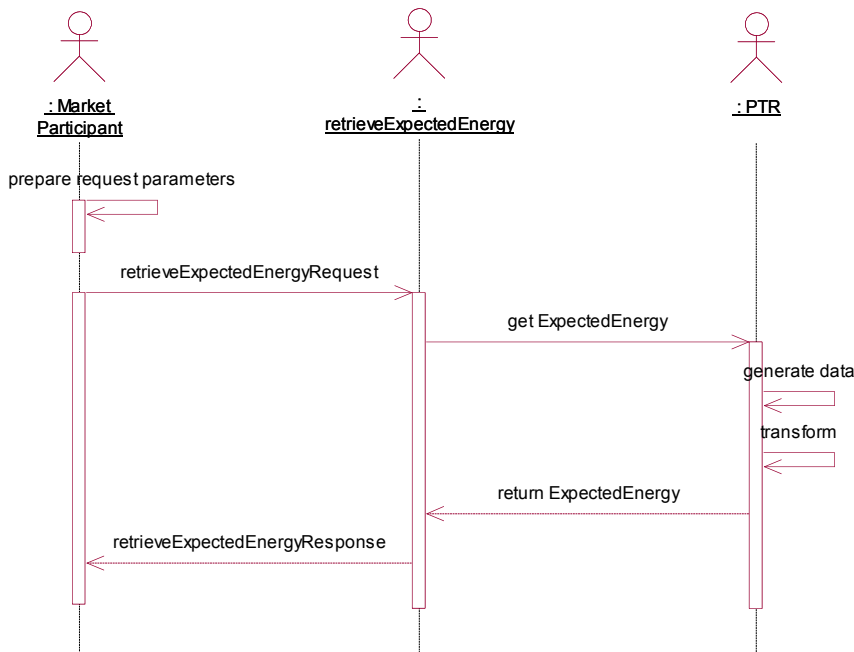 : Market
Participant
:
retrieveExpectedEnergy
: PTR
prepare request parameters
retrieveExpectedEnergyRequest
get ExpectedEnergy
generate data
transform
return ExpectedEnergy
retrieveExpectedEnergyResponse